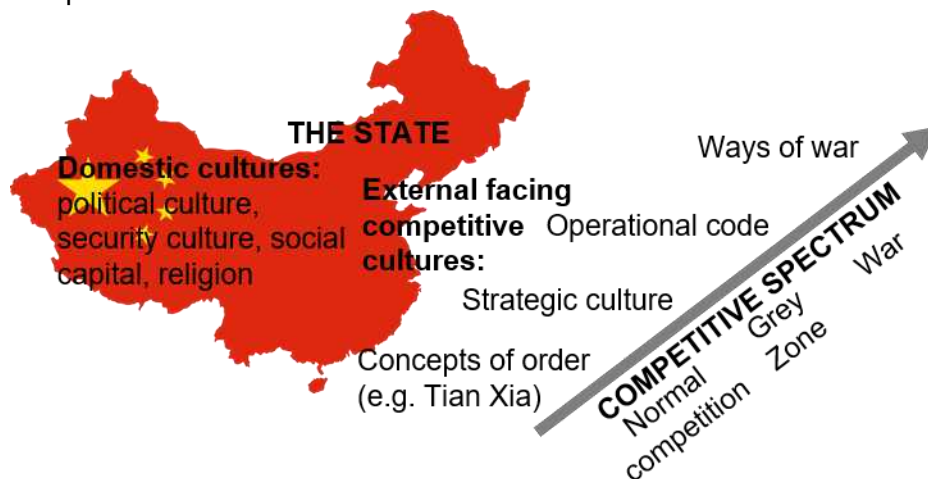 THE STATE
Domestic cultures:
political culture,
security culture, social
capital, religion
External facing
competitive
cultures:
Ways of war
Operational code
Strategic culture
Concepts of order
(e.g. Tian Xia)
COMPETITIVE SPECTRUM
Normal
competition
Grey
Zone
War